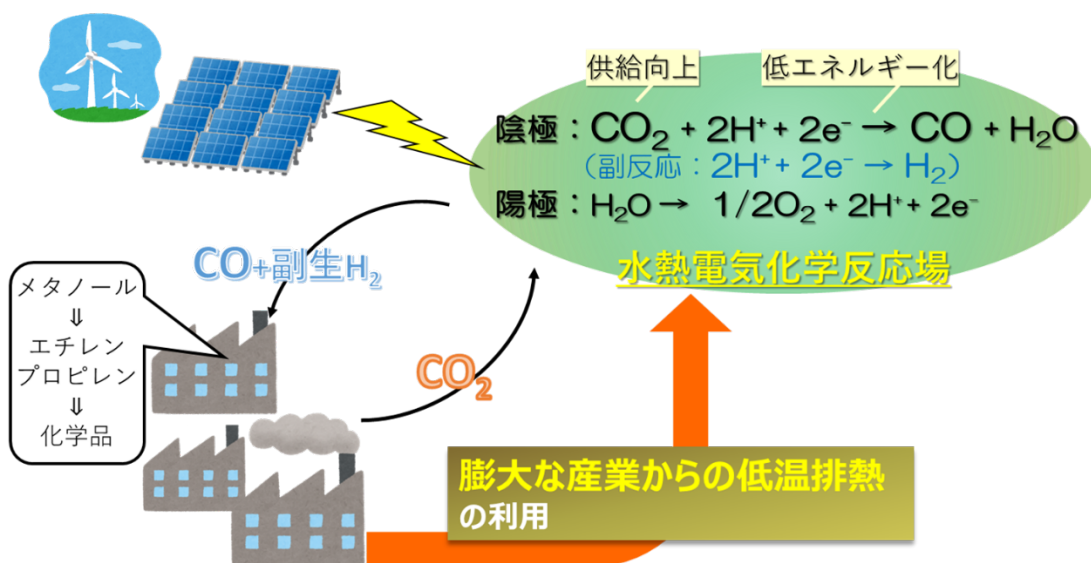 供給向上
低エネルギー化
陰極：CO₂ + 2H⁺ + 2e⁻ → CO + H₂O
（副反応：2H⁺ + 2e⁻ → H₂）
陽極：H₂O → 1/2O₂ + 2H⁺ + 2e⁻
水熱電気化学反応場
CO+副生H₂
メタノール
⇓
エチレン
プロピレン
⇓
化学品
CO₂
膨大な産業からの低温排熱
の利用